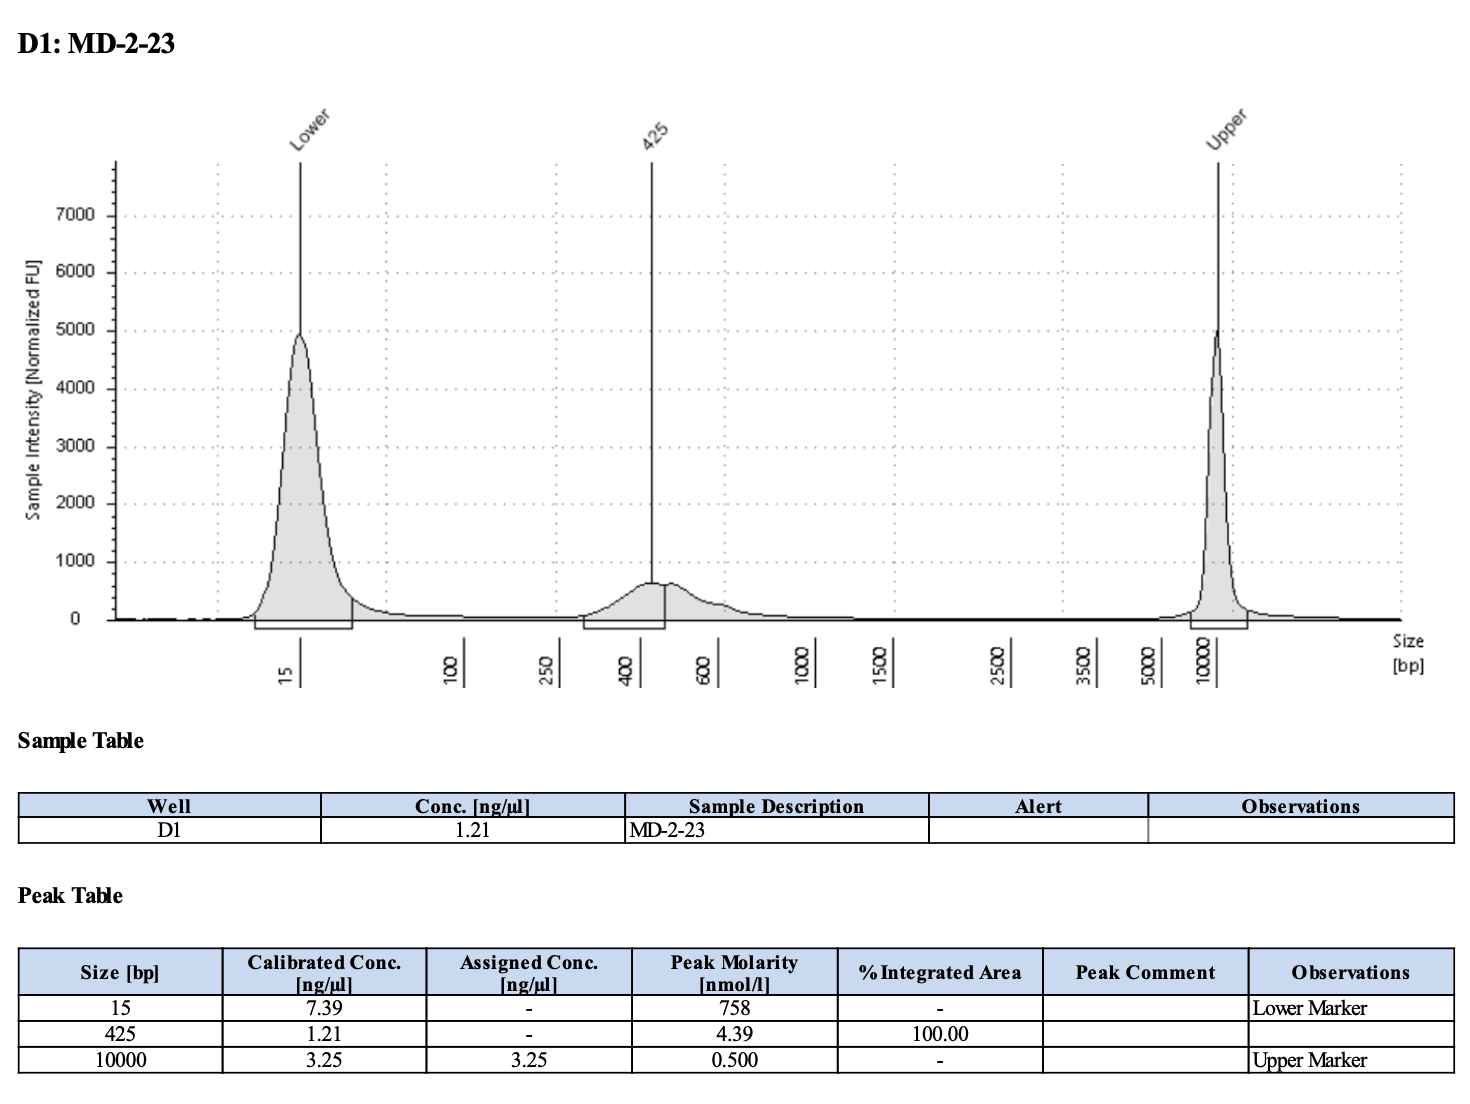 D1: MD-2-23
Lower
425
Upper
Sample Intensity [Normalized FU]
7000
6000
5000
4000
3000
2000
1000
0
15
100
250
400
600
1000
1500
2500
3500
5000
10000
Size
[bp]
Sample Table
Well Conc. [ng/µl] Sample Description Alert Observations
D1 1.21 MD-2-23
Peak Table
Size [bp] Calibrated Conc. [ng/µl] Assigned Conc. [ng/µl] Peak Molarity [nmol/l] % Integrated Area Peak Comment Observations
15 7.39 - 758 - Lower Marker
425 1.21 - 4.39 100.00
10000 3.25 3.25 0.500 - Upper Marker